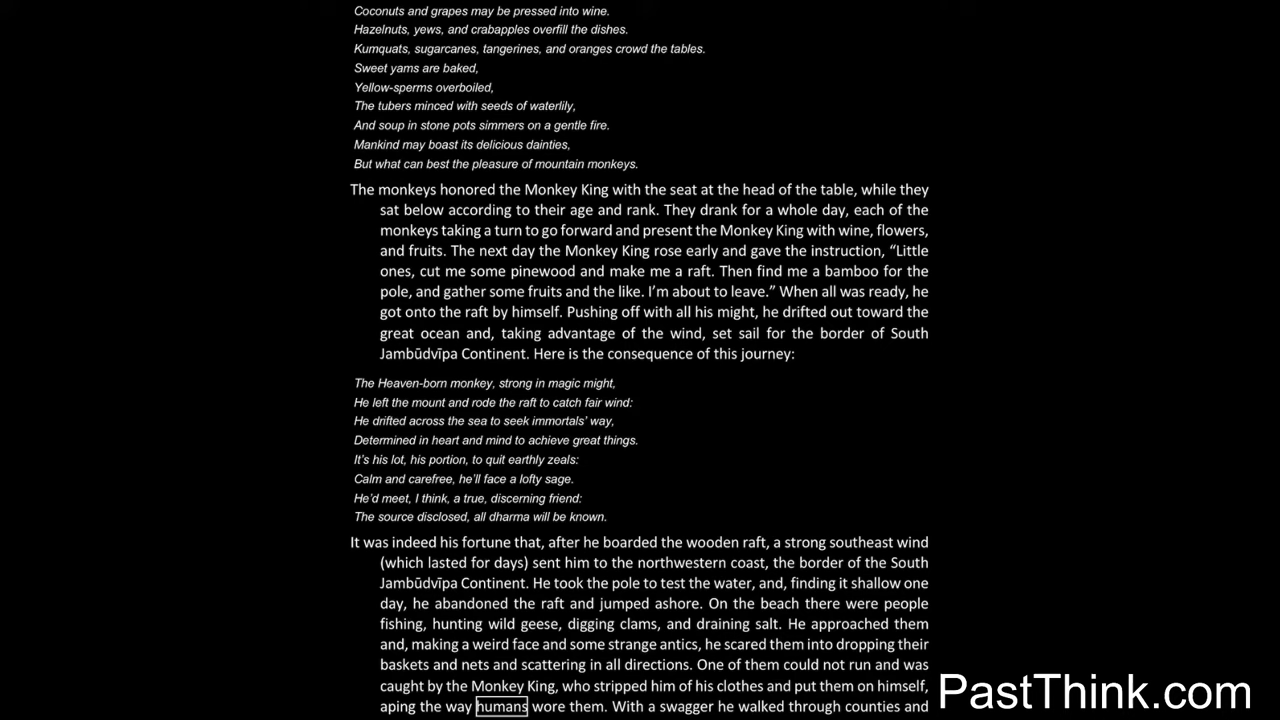 Coconuts and grapes may be pressed into wine.
Hazelnuts, yews, and crabapples overfill the dishes.
Kumquats, sugarcanes, tangerines, and oranges crowd the tables.
Sweet yams are baked,
Yellow-sperms overboiled,
The tubers minced with seeds of waterlily,
And soup in stone pots simmers on a gentle fire.
Mankind may boast its delicious dainties,
But what can best the pleasure of mountain monkeys.
The monkeys honored the Monkey King with the seat at the head of the table, while they
sat below according to their age and rank. They drank for a whole day, each of the
monkeys taking a turn to go forward and present the Monkey King with wine, flowers,
and fruits. The next day the Monkey King rose early and gave the instruction, “Little
ones, cut me some pinewood and make me a raft. Then find me a bamboo for the
pole, and gather some fruits and the like. I’m about to leave.” When all was ready, he
got onto the raft by himself. Pushing off with all his might, he drifted out toward the
great ocean and, taking advantage of the wind, set sail for the border of South
Jambūdvīpa Continent. Here is the consequence of this journey:
The Heaven-born monkey, strong in magic might,
He left the mount and rode the raft to catch fair wind:
He drifted across the sea to seek immortals’ way,
Determined in heart and mind to achieve great things.
It’s his lot, his portion, to quit earthly zeals:
Calm and carefree, he’ll face a lofty sage.
He’d meet, I think, a true, discerning friend:
The source disclosed, all dharma will be known.
It was indeed his fortune that, after he boarded the wooden raft, a strong southeast wind
(which lasted for days) sent him to the northwestern coast, the border of the South
Jambūdvīpa Continent. He took the pole to test the water, and, finding it shallow one
day, he abandoned the raft and jumped ashore. On the beach there were people
fishing, hunting wild geese, digging clams, and draining salt. He approached them
and, making a weird face and some strange antics, he scared them into dropping their
baskets and nets and scattering in all directions. One of them could not run and was
caught by the Monkey King, who stripped him of his clothes and put them on himself,
aping the way humans wore them. With a swagger he walked through counties and
PastThink.com